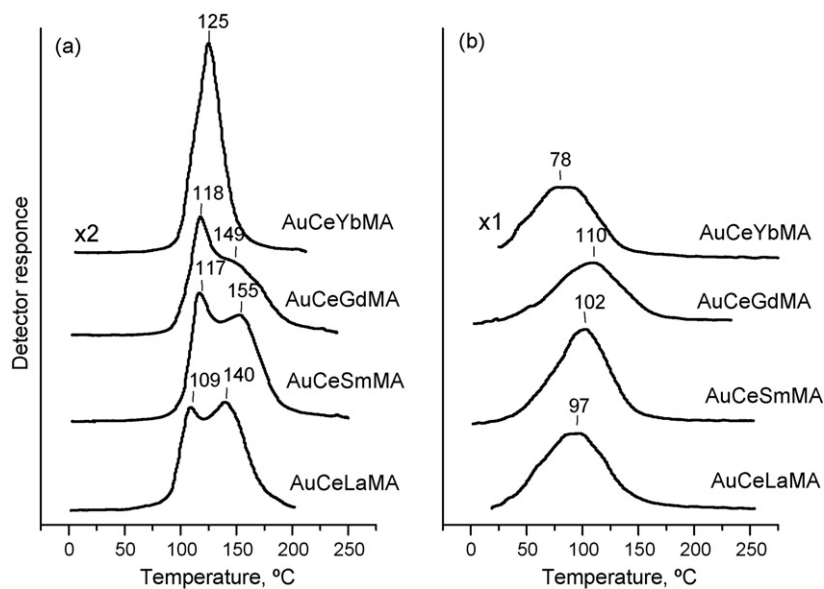 (a)
125
118
x2
AuCeYbMA
149
117
AuCeGdMA
155
109
140
AuCeSmMA
AuCeLaMA
Detector responce
0 50 100 150 200 250
Temperature, ºC
(b)
78
x1
AuCeYbMA
110
AuCeGdMA
102
AuCeSmMA
97
AuCeLaMA
0 50 100 150 200 250
Temperature, ºC